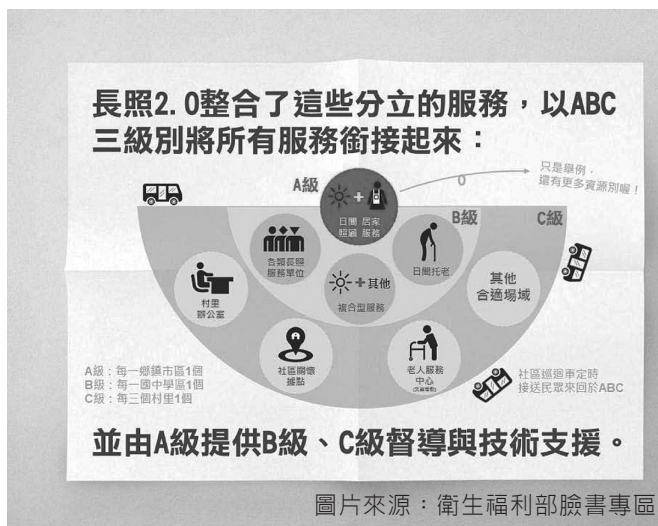 長照2.0整合了這些分立的服務，以ABC
三級別將所有服務銜接起來：
只是舉例，
還有更多資源別喔！
A級
日間 居家
照顧 服務
B級
C級
各類長照
服務單位
日間托老
+其他
複合型服務
其他
合適場域
村里
辦公室
社區關懷
據點
老人服務
中心
A級：每一鄉鎮市區1個
B級：每一國中學區1個
C級：每三個村里1個
社區巡迴車定時
接送民眾來回於ABC
並由A級提供B級、C級督導與技術支援。
圖片來源：衛生福利部臉書專區